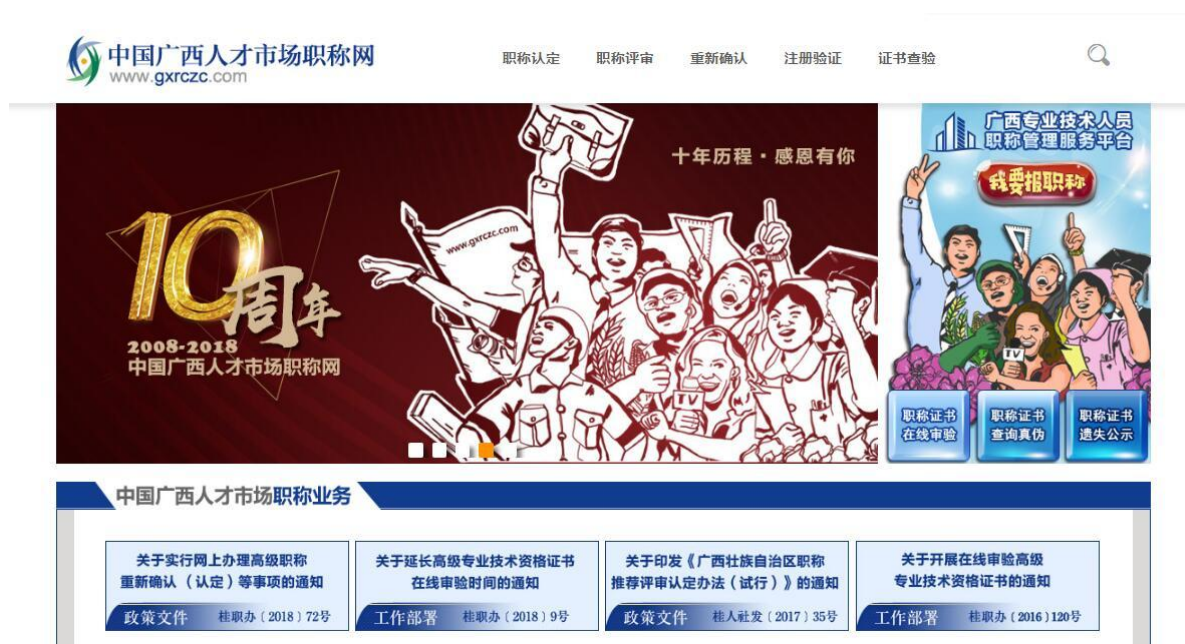 中国广西人才市场职称网
www.gxrczc.com
职称认定 职称评审 重新确认 注册验证 证书查验
十年历程·感恩有你
www.gxrczc.com
10周年
2008-2018
中国广西人才市场职称网
TV
广西专业技术人员
职称管理服务平台
我要报职称
TV
职称证书
在线审验
职称证书
查询真伪
职称证书
遗失公示
中国广西人才市场职称业务
关于实行网上办理高级职称
重新确认（认定）等事项的通知
政策文件 桂职办〔2018〕72号
关于延长高级专业技术资格证书
在线审验时间的通知
工作部署 桂职办〔2018〕9号
关于印发《广西壮族自治区职称
推荐评审认定办法（试行）》的通知
政策文件 桂人社发〔2017〕35号
关于开展在线审验高级
专业技术资格证书的通知
工作部署 桂职办〔2016〕120号